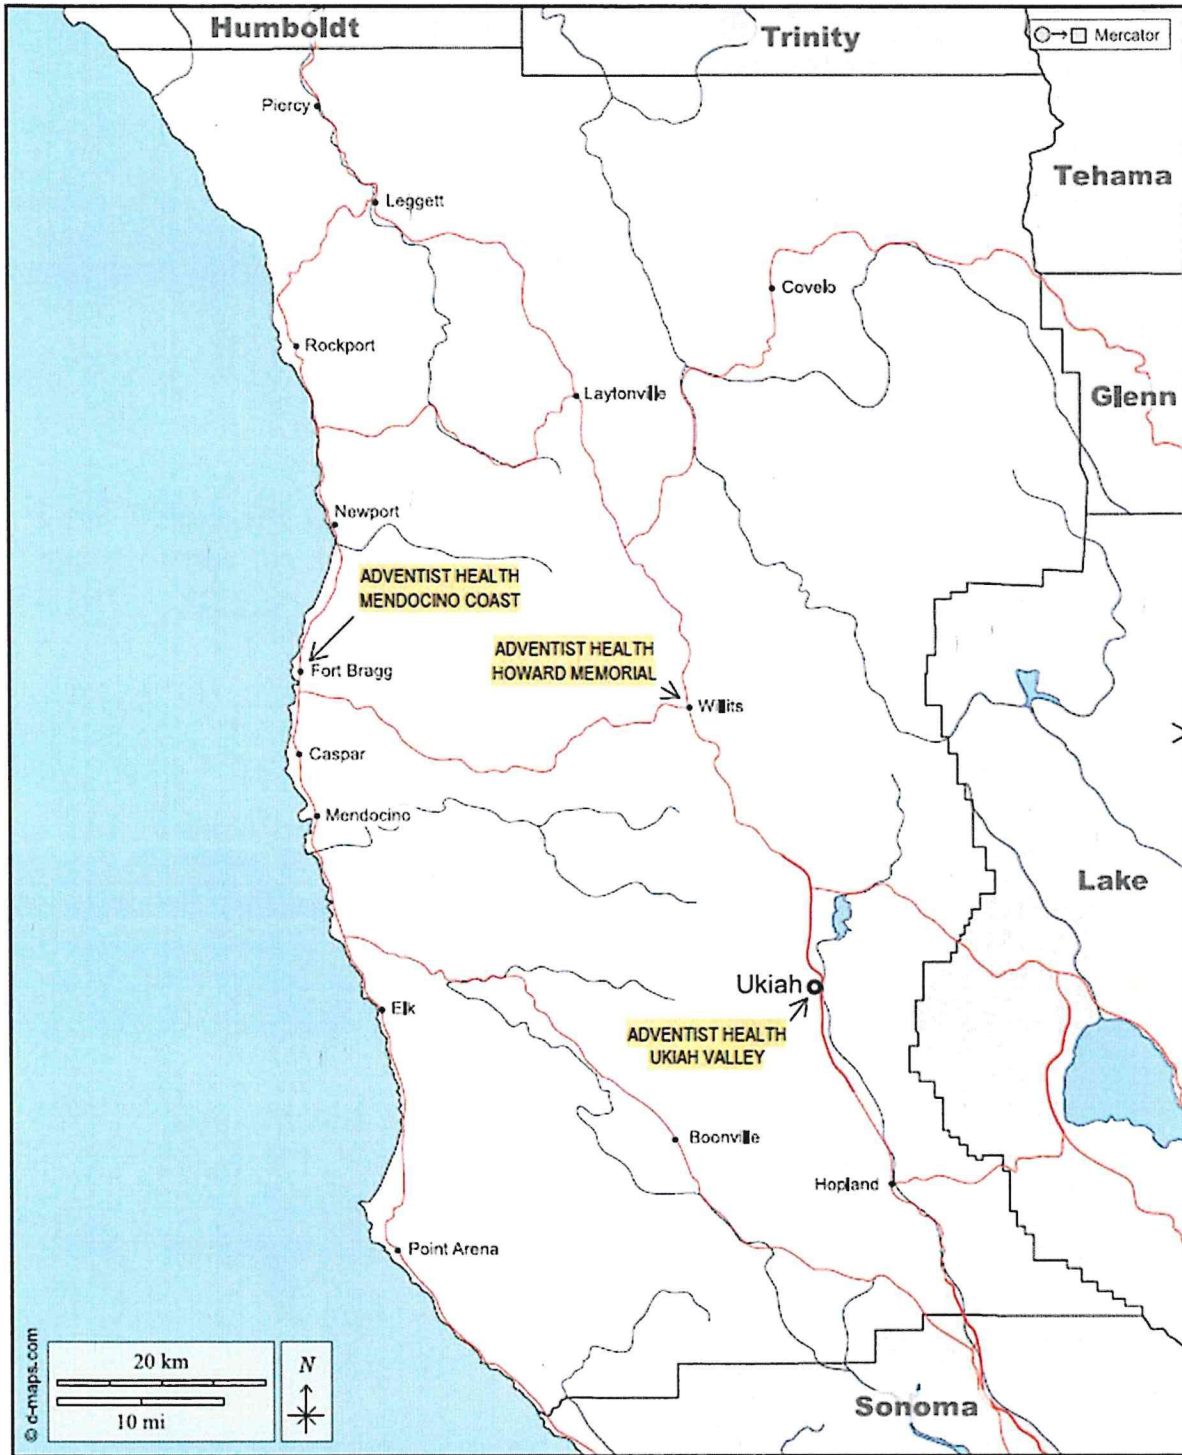 Humboldt
Trinity
Mercator
Piercy
Tehama
Leggett
Covelo
Rockport
Laytonville
Glenn
Newport
ADVENTIST HEALTH
MENDOCINO COAST
ADVENTIST HEALTH
HOWARD MEMORIAL
Fort Bragg
Willits
Caspar
Mendocino
Lake
Ukiah
Elk
ADVENTIST HEALTH
UKIAH VALLEY
Boonville
Hopland
Point Arena
© d-maps.com
20 km
10 mi
N
Sonoma